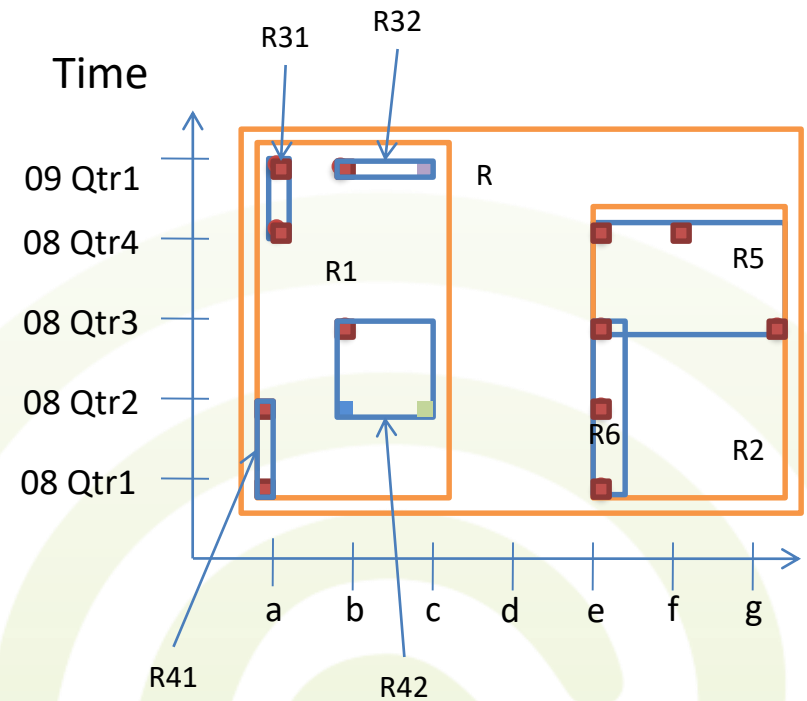 R31
R32
Time
09 Qtr1
R
08 Qtr4
R5
R1
08 Qtr3
08 Qtr2
R6
R2
08 Qtr1
a b c d e f g
R41
R42